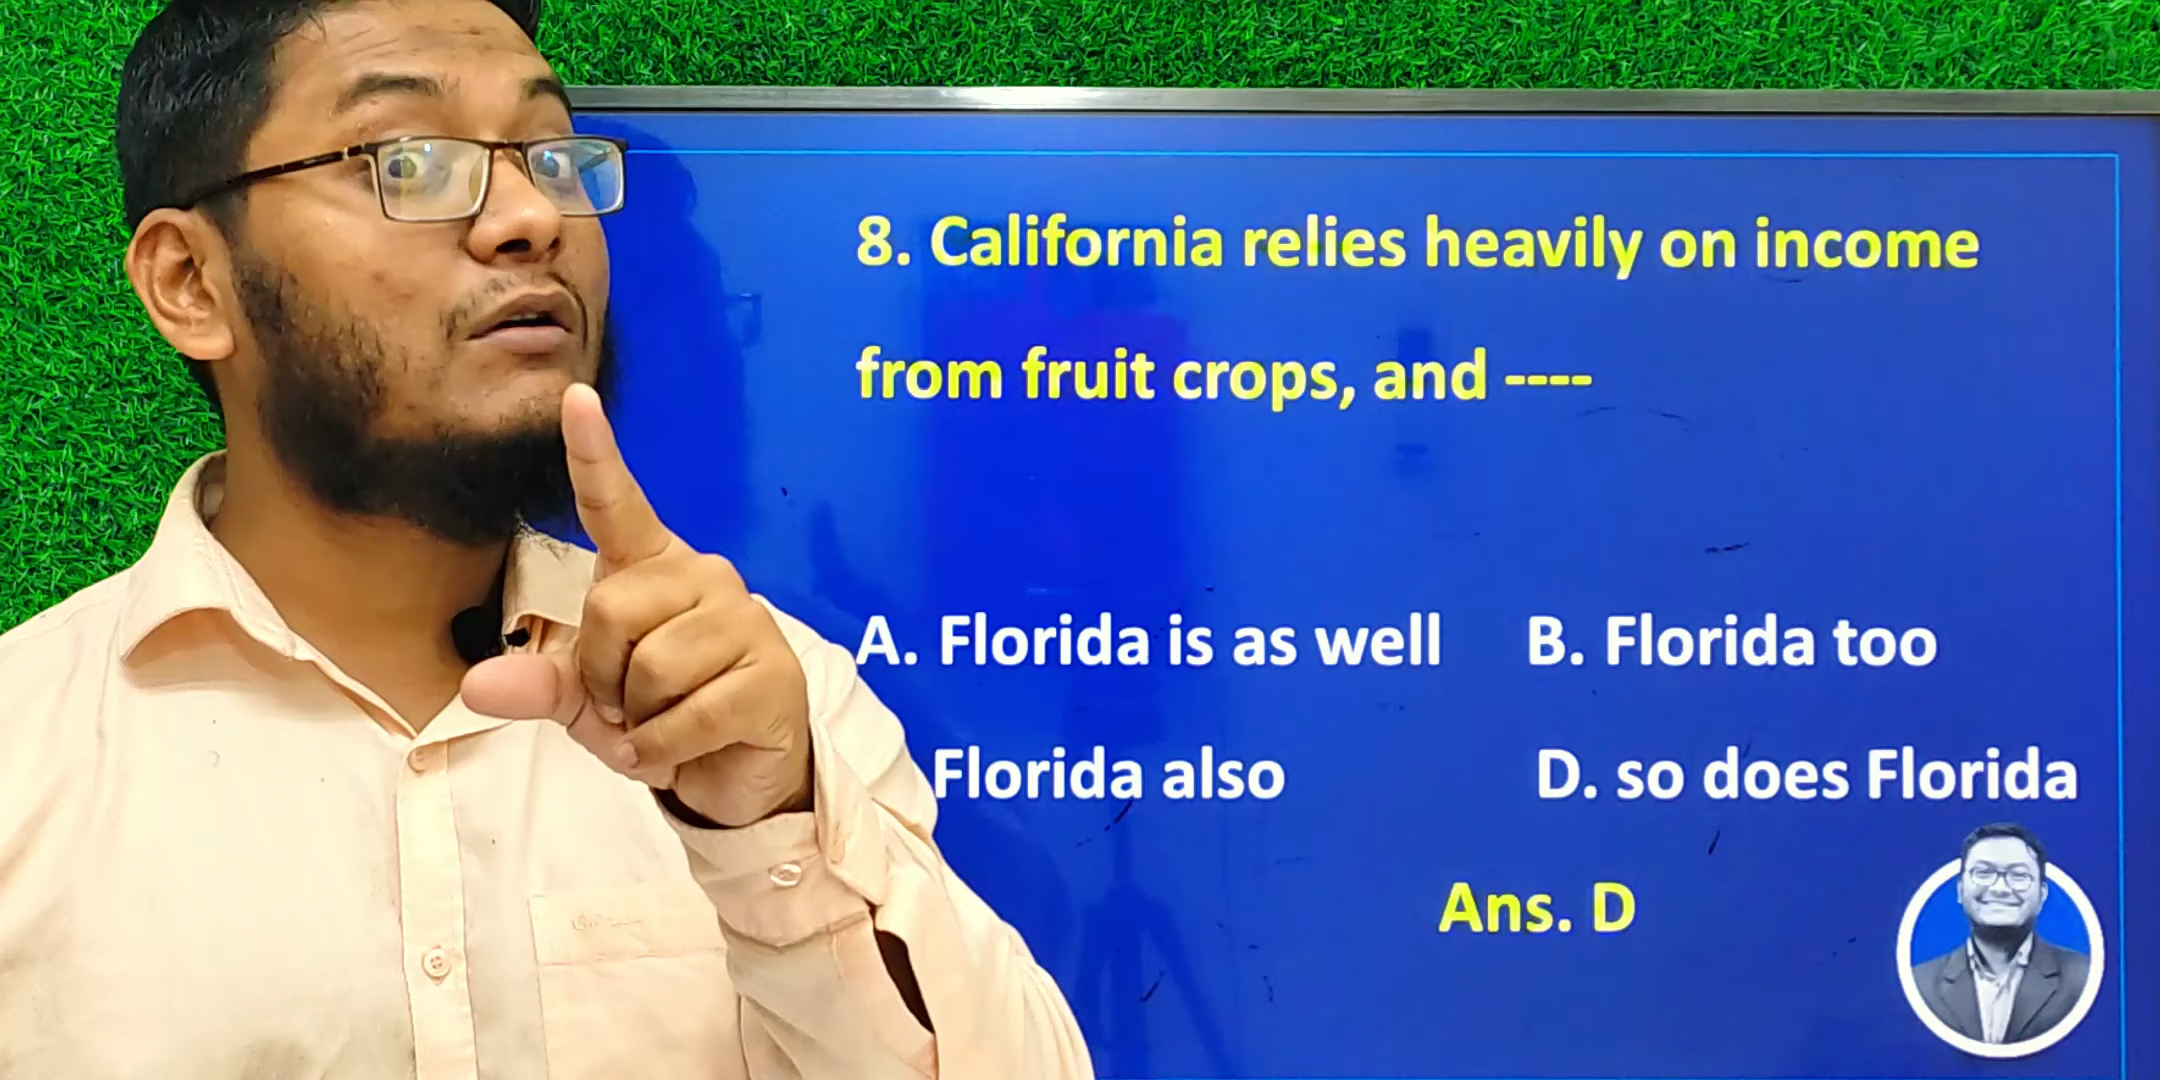 8. California relies heavily on income
from fruit crops, and ----
A. Florida is as well B. Florida too
Florida also D. so does Florida
Ans. D